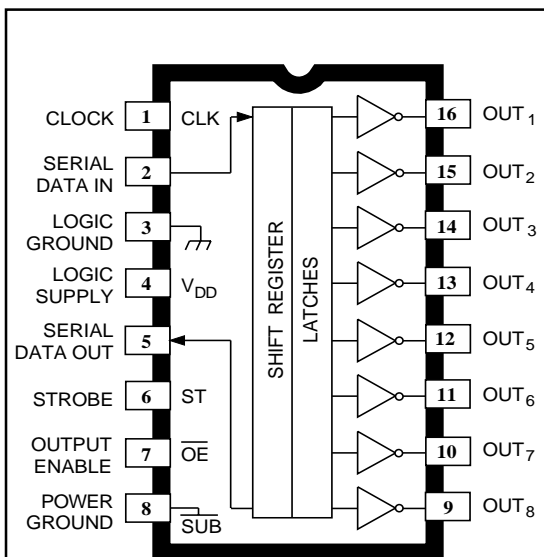 CLOCK 1 CLK 16 OUT1
SERIAL
DATA IN 2 15 OUT2
LOGIC
GROUND 3 14 OUT3
LOGIC
SUPPLY 4 VDD 13 OUT4
SERIAL
DATA OUT 5 12 OUT5
STROBE 6 ST 11 OUT6
OUTPUT
ENABLE 7 OE 10 OUT7
POWER
GROUND 8 SUB 9 OUT8
SHIFT REGISTER
LATCHES